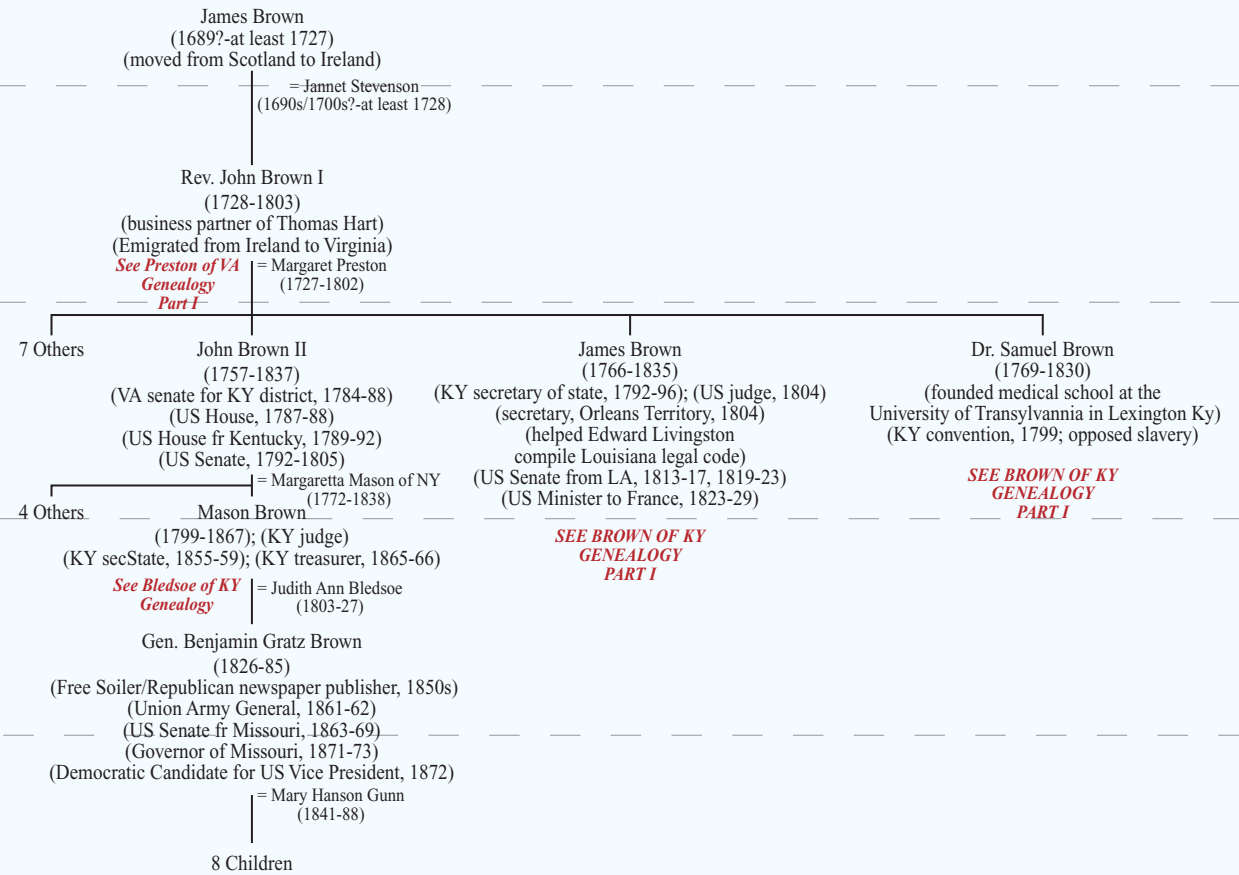 James Brown
(1689?-at least 1727)
(moved from Scotland to Ireland)
= Jannet Stevenson
(1690s/1700s?-at least 1728)
Rev. John Brown I
(1728-1803)
(business partner of Thomas Hart)
(Emigrated from Ireland to Virginia)
See Preston of VA
Genealogy
Part I
= Margaret Preston
(1727-1802)
7 Others
John Brown II
(1757-1837)
(VA senate for KY district, 1784-88)
(US House, 1787-88)
(US House fr Kentucky, 1789-92)
(US Senate, 1792-1805)
= Margaretta Mason of NY
(1772-1838)
James Brown
(1766-1835)
(KY secretary of state, 1792-96); (US judge, 1804)
(secretary, Orleans Territory, 1804)
(helped Edward Livingston
compile Louisiana legal code)
(US Senate from LA, 1813-17, 1819-23)
(US Minister to France, 1823-29)
SEE BROWN OF KY
GENEALOGY
PART I
Dr. Samuel Brown
(1769-1830)
(founded medical school at the
University of Transylvannia in Lexington Ky)
(KY convention, 1799; opposed slavery)
SEE BROWN OF KY
GENEALOGY
PART I
4 Others
Mason Brown
(1799-1867); (KY judge)
(KY secState, 1855-59); (KY treasurer, 1865-66)
See Bledsoe of KY
Genealogy
= Judith Ann Bledsoe
(1803-27)
Gen. Benjamin Gratz Brown
(1826-85)
(Free Soiler/Republican newspaper publisher, 1850s)
(Union Army General, 1861-62)
(US Senate fr Missouri, 1863-69)
(Governor of Missouri, 1871-73)
(Democratic Candidate for US Vice President, 1872)
= Mary Hanson Gunn
(1841-88)
8 Children